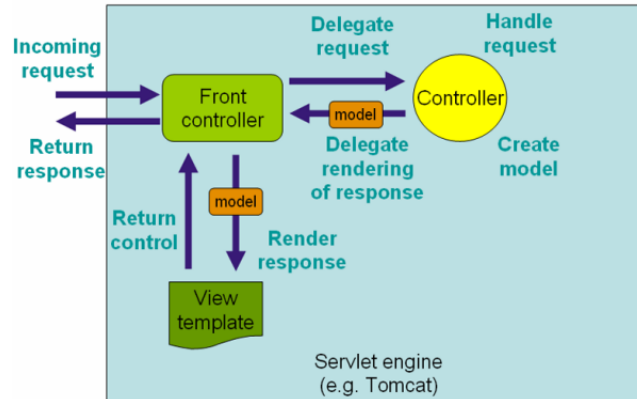 Incoming
request
Return
response
Front
controller
Delegate
request
model
Delegate
rendering
of response
Handle
request
Controller
Create
model
Return
control
model
Render
response
View
template
Servlet engine
(e.g. Tomcat)